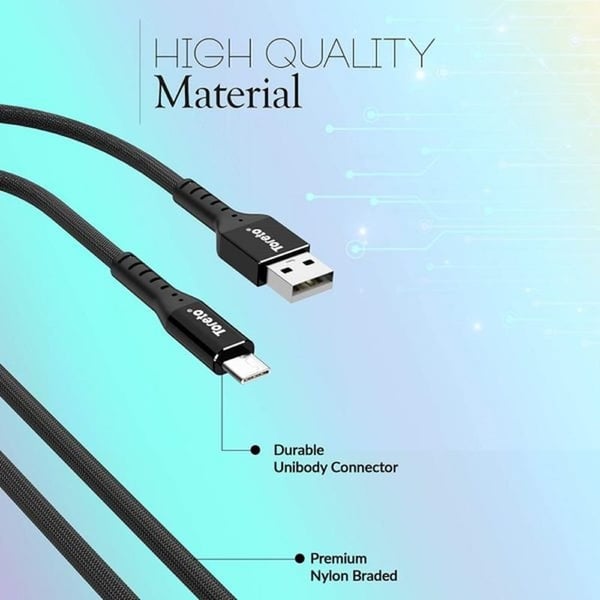 HIGH QUALITY
Material
Toreto®
Toreto®
Durable
Unibody Connector
Premium
Nylon Braded